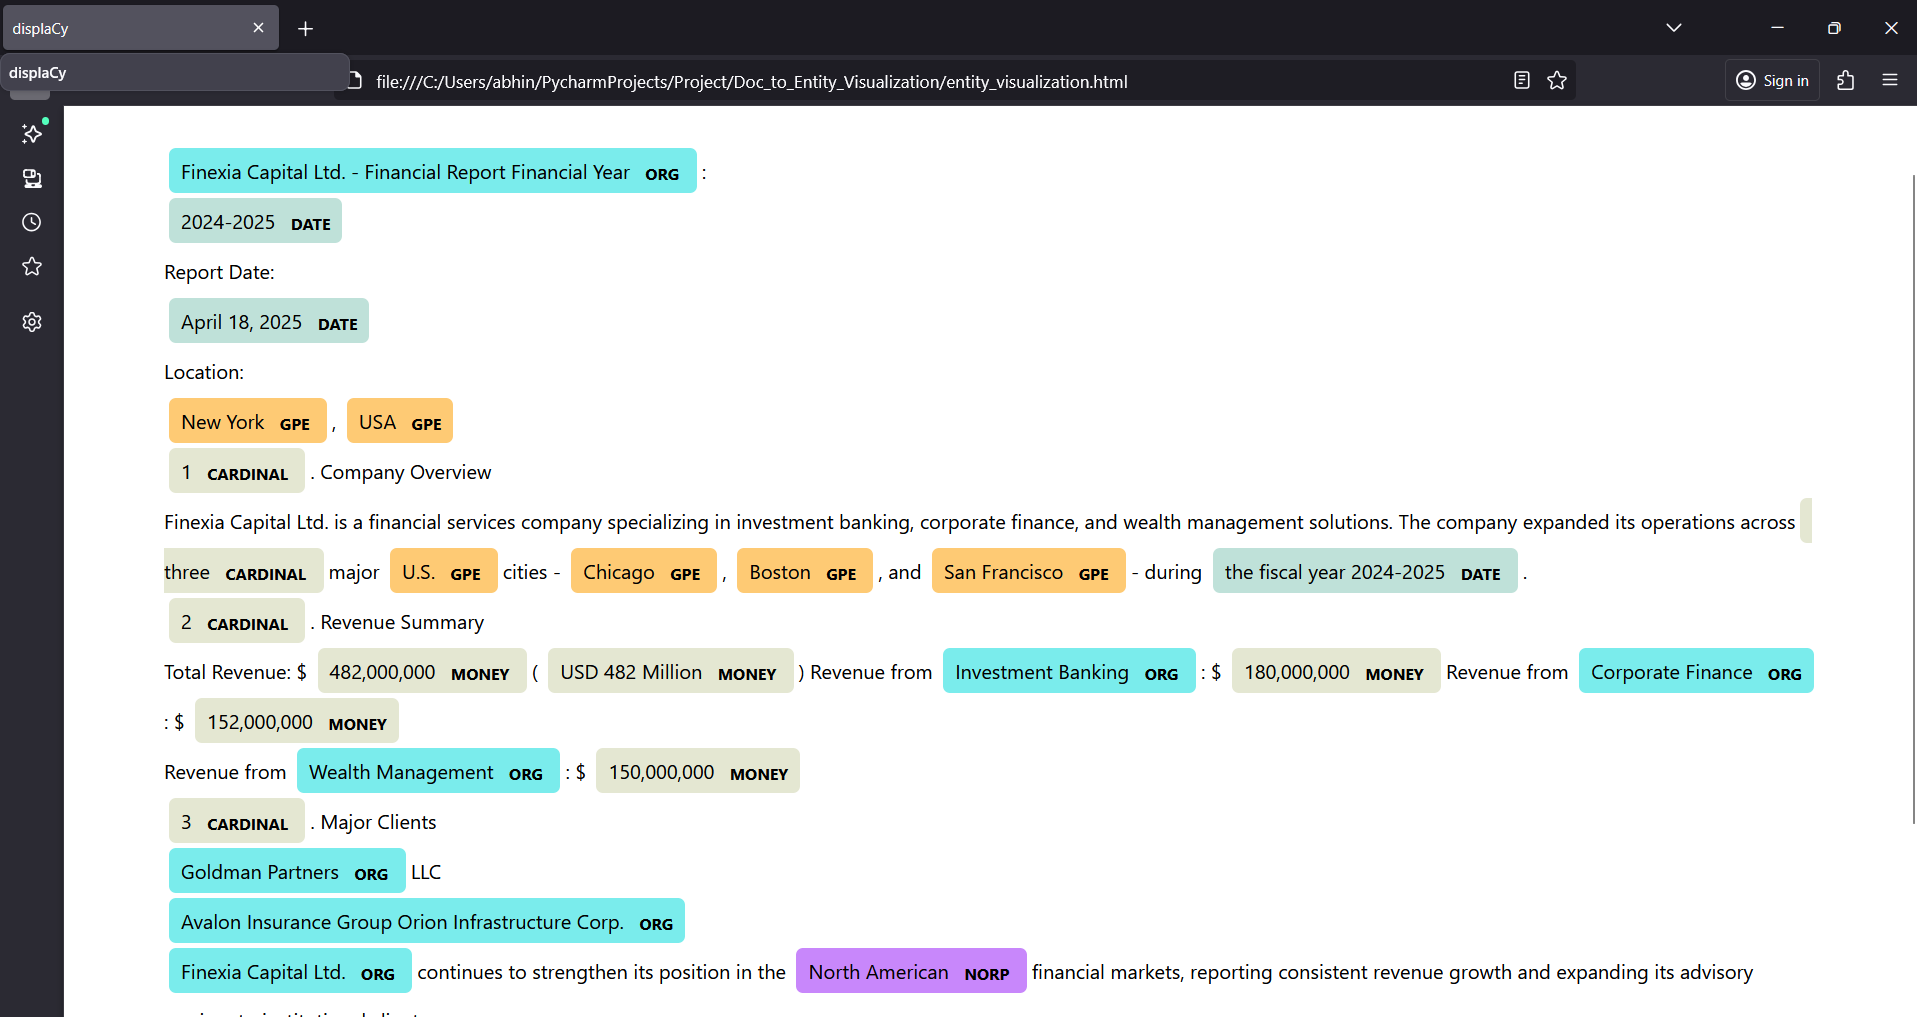 displaCy
displaCy
file:///C:/Users/abhin/PycharmProjects/Project/Doc_to_Entity_Visualization/entity_visualization.html
Sign in
Finexia Capital Ltd. - Financial Report Financial Year ORG :
2024-2025 DATE
Report Date:
April 18, 2025 DATE
Location:
New York GPE , USA GPE
1 CARDINAL . Company Overview
Finexia Capital Ltd. is a financial services company specializing in investment banking, corporate finance, and wealth management solutions. The company expanded its operations across
three CARDINAL major U.S. GPE cities - Chicago GPE , Boston GPE , and San Francisco GPE - during the fiscal year 2024-2025 DATE .
2 CARDINAL . Revenue Summary
Total Revenue: $ 482,000,000 MONEY ( USD 482 Million MONEY ) Revenue from Investment Banking ORG : $ 180,000,000 MONEY Revenue from Corporate Finance ORG
: $ 152,000,000 MONEY
Revenue from Wealth Management ORG : $ 150,000,000 MONEY
3 CARDINAL . Major Clients
Goldman Partners ORG LLC
Avalon Insurance Group Orion Infrastructure Corp. ORG
Finexia Capital Ltd. ORG continues to strengthen its position in the North American NORP financial markets, reporting consistent revenue growth and expanding its advisory